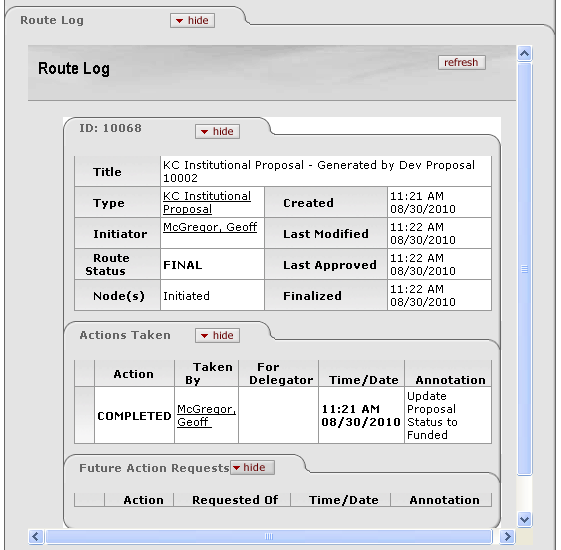 Route Log hide
Route Log refresh
ID: 10068 hide
Title KC Institutional Proposal - Generated by Dev Proposal
10002
Type KC Institutional Created 11:21 AM
Proposal 08/30/2010
Initiator McGregor, Geoff Last Modified 11:22 AM
08/30/2010
Route FINAL Last Approved 11:22 AM
Status 08/30/2010
Node(s) Initiated Finalized 11:22 AM
08/30/2010
Actions Taken hide
Action Taken For Time/Date Annotation
By Delegator
COMPLETED McGregor, 11:21 AM Update
Geoff 08/30/2010 Proposal
Status to
Funded
Future Action Requests hide
Action Requested Of Time/Date Annotation